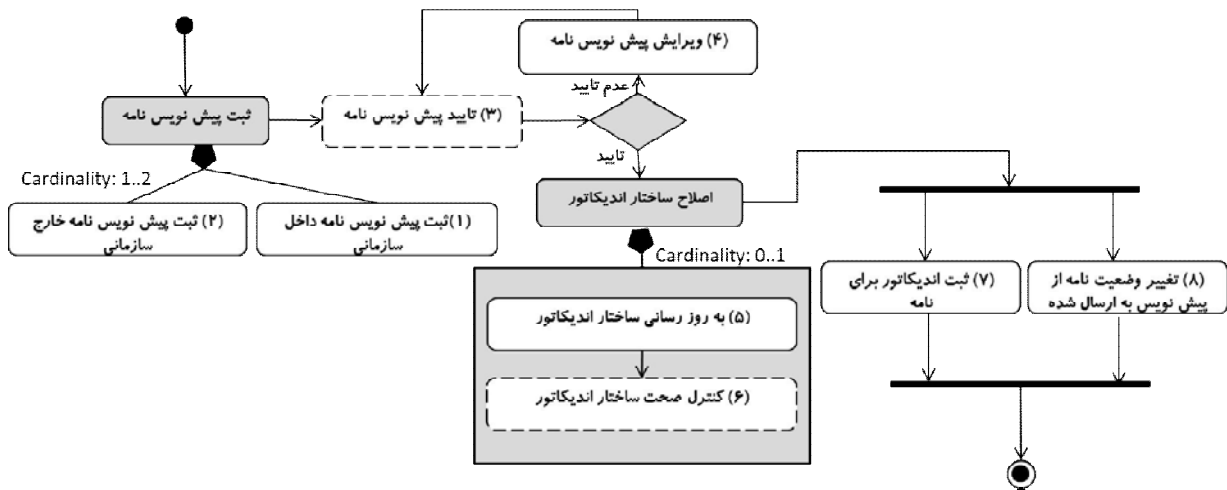 (۴) ویرایش پیش نویس نامه
عدم تایید
ثبت پیش نویس نامه
(۳) تایید پیش نویس نامه
تایید
Cardinality: 1..2
(۱)ثبت پیش نویس نامه داخل
سازمانی
(۲) ثبت پیش نویس نامه خارج
سازمانی
اصلاح ساختار اندیکاتور
Cardinality: 0..1
(۵) به روز رسانی ساختار اندیکاتور
(۶) کنترل صحت ساختار اندیکاتور
(۷) ثبت اندیکاتور برای
نامه
(۸) تغییر وضعیت نامه از
پیش نویس به ارسال شده